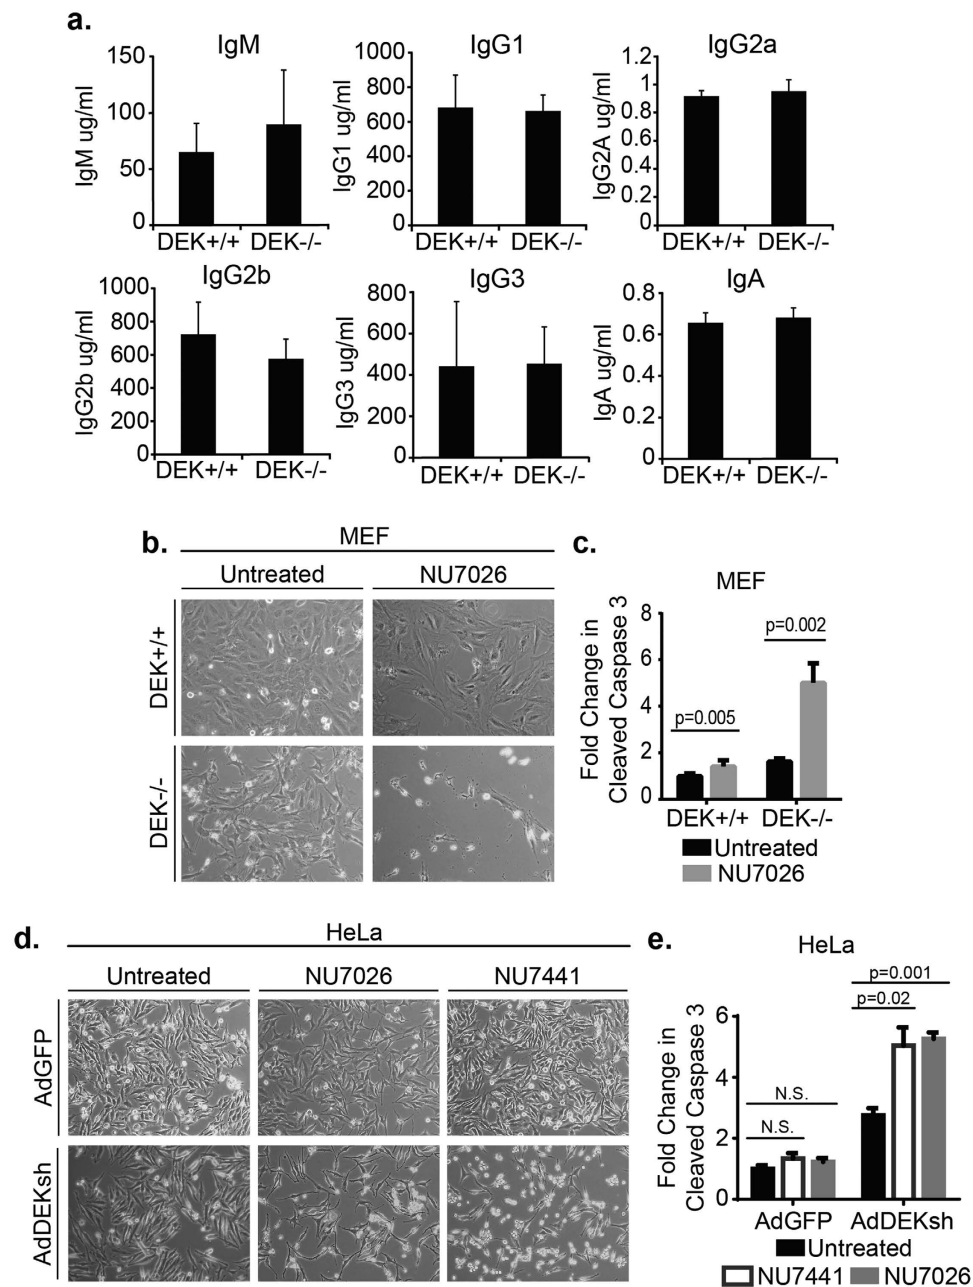 a.
IgM
IgM ug/ml
150
100
50
0
DEK+/+ DEK-/-
IgG1
IgG1 ug/ml
1000
800
600
400
200
0
DEK+/+ DEK-/-
IgG2a
IgG2A ug/ml
1.2
1
0.8
0.6
0.4
0.2
0
DEK+/+ DEK-/-
IgG2b
IgG2b ug/ml
1000
800
600
400
200
0
DEK+/+ DEK-/-
IgG3
IgG3 ug/ml
800
600
400
200
0
DEK+/+ DEK-/-
IgA
IgA ug/ml
0.8
0.6
0.4
0.2
0
DEK+/+ DEK-/-
b.
MEF
Untreated NU7026
DEK+/+
DEK-/-
c.
MEF
Fold Change in
Cleaved Caspase 3
8
6
4
2
0
p=0.005
p=0.002
DEK+/+ DEK-/-
Untreated
NU7026
d.
HeLa
Untreated NU7026 NU7441
AdGFP
AdDEKsh
e.
HeLa
Fold Change in
Cleaved Caspase 3
6
4
2
0
p=0.001
p=0.02
N.S.
N.S.
AdGFP AdDEKsh
Untreated
NU7441 NU7026